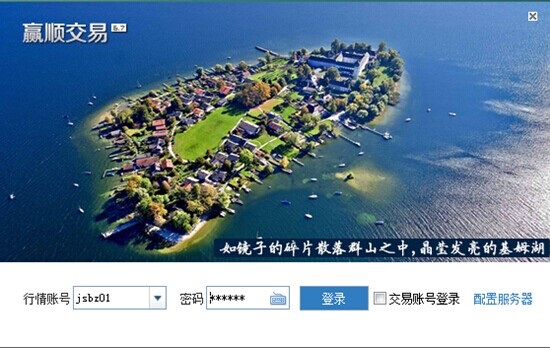 赢顺交易 6.7
如镜子的碎片散落群山之中,晶莹发亮的基姆湖
行情账号 jsbz01 密码 ****** 登录 交易账号登录 配置服务器